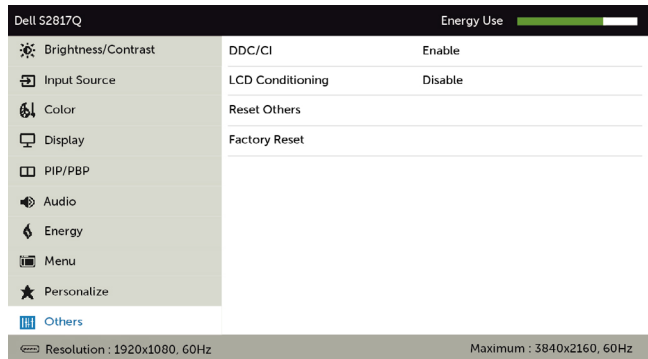 Dell S2817Q Energy Use
Brightness/Contrast
Input Source
Color
Display
PIP/PBP
Audio
Energy
Menu
Personalize
Others
DDC/CI Enable
LCD Conditioning Disable
Reset Others
Factory Reset
Resolution : 1920x1080, 60Hz Maximum : 3840x2160, 60Hz